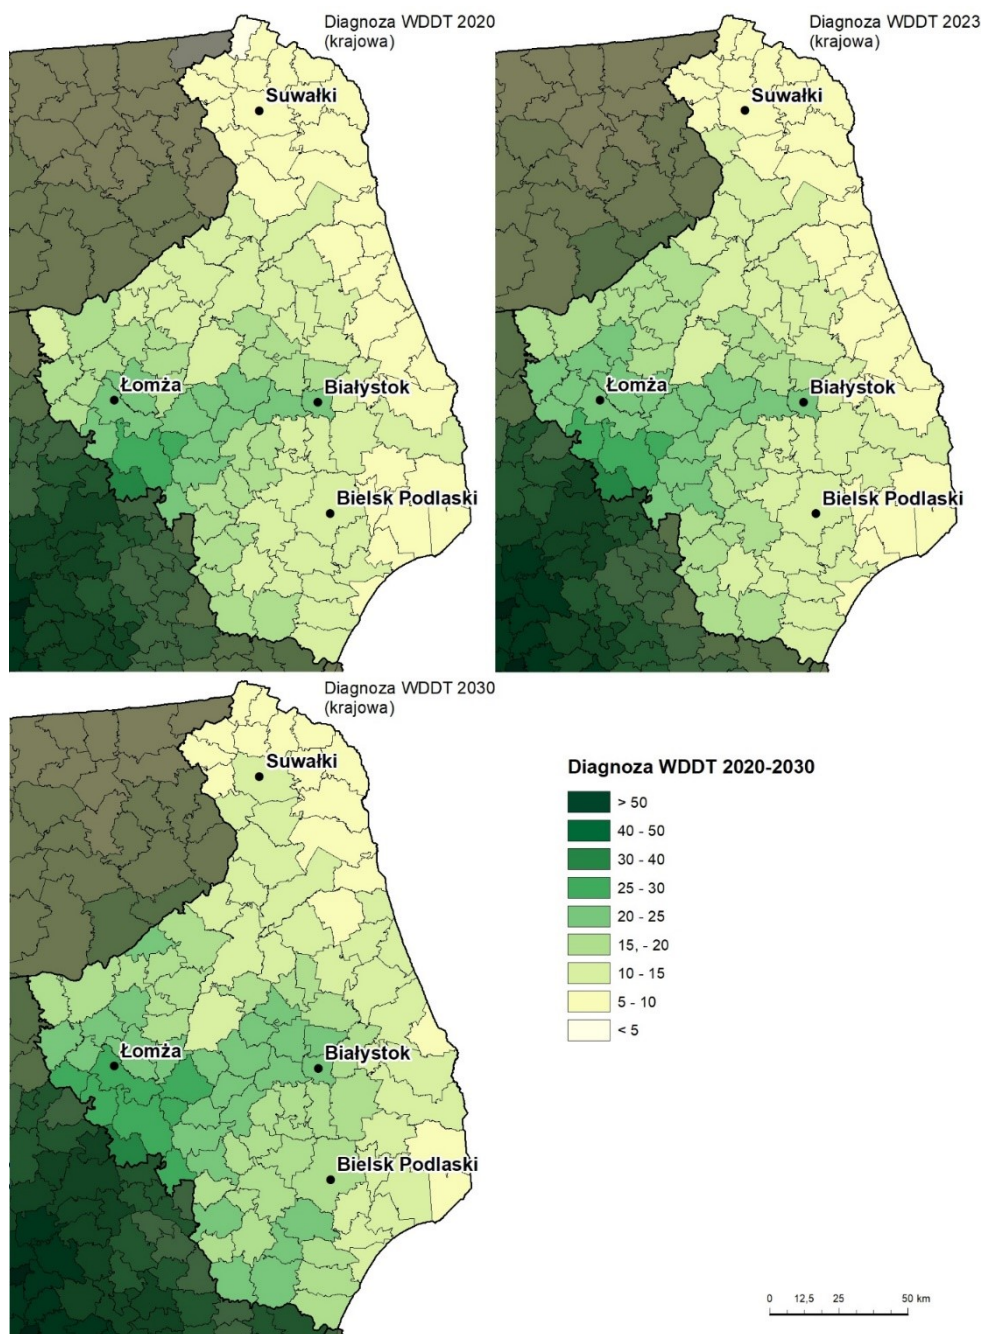 Diagnoza WDDT 2020
(krajowa)
Suwałki
Łomża
Białystok
Bielsk Podlaski
Diagnoza WDDT 2023
(krajowa)
Suwałki
Łomża
Białystok
Bielsk Podlaski
Diagnoza WDDT 2030
(krajowa)
Suwałki
Łomża
Białystok
Bielsk Podlaski
Diagnoza WDDT 2020-2030
> 50
40 - 50
30 - 40
25 - 30
20 - 25
15, - 20
10 - 15
5 - 10
< 5
0 12,5 25 50 km